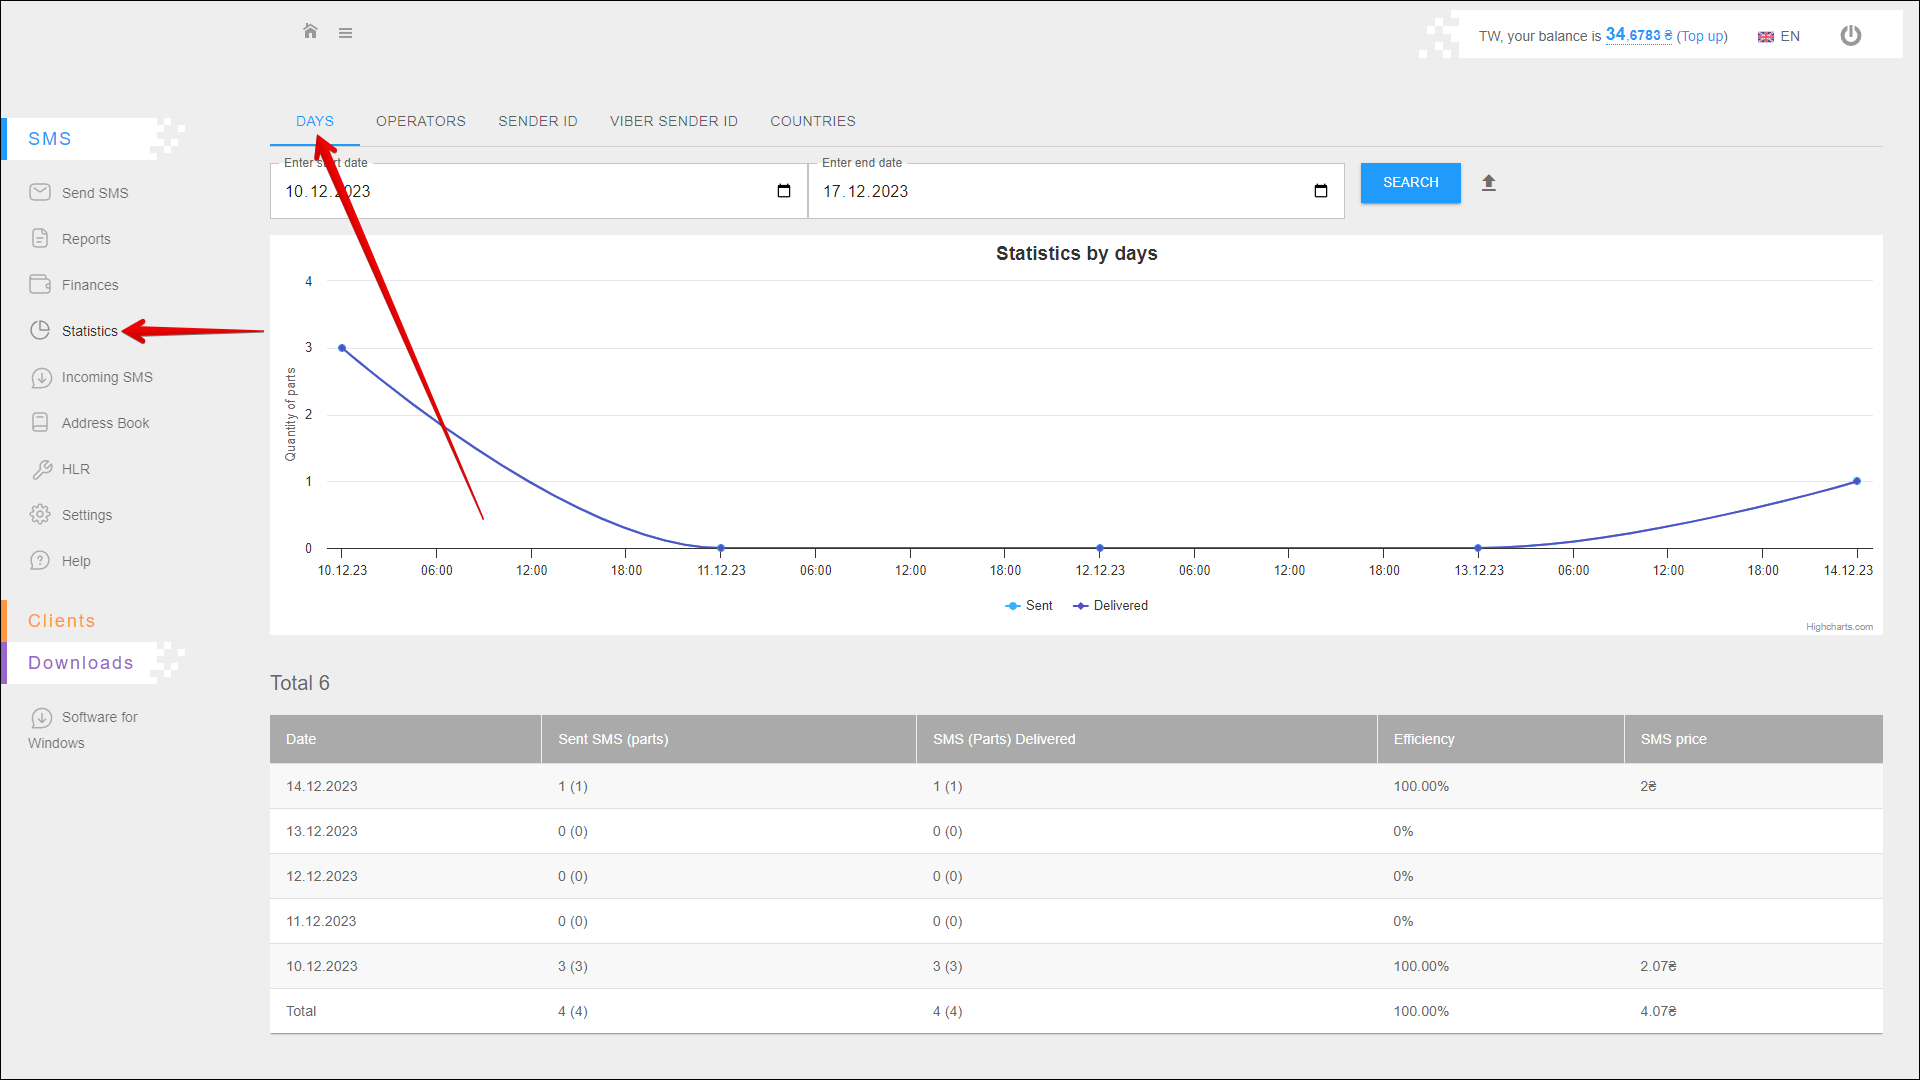 TW, your balance is 34,6783 ₴ (Top up) EN
SMS
Send SMS
Reports
Finances
Statistics
Incoming SMS
Address Book
HLR
Settings
Help
Clients
Downloads
Software for
Windows
DAYS OPERATORS SENDER ID VIBER SENDER ID COUNTRIES
Enter start date Enter end date
10.12.2023 17.12.2023 SEARCH
Statistics by days
Quantity of parts
4
3
2
1
0
10.12.23 06:00 12:00 18:00 11.12.23 06:00 12:00 18:00 12.12.23 06:00 12:00 18:00 13.12.23 06:00 12:00 18:00 14.12.23
Sent Delivered
Highcharts.com
Total 6
Date Sent SMS (parts) SMS (Parts) Delivered Efficiency SMS price
14.12.2023 1 (1) 1 (1) 100.00% 2₴
13.12.2023 0 (0) 0 (0) 0%
12.12.2023 0 (0) 0 (0) 0%
11.12.2023 0 (0) 0 (0) 0%
10.12.2023 3 (3) 3 (3) 100.00% 2.07₴
Total 4 (4) 4 (4) 100.00% 4.07₴